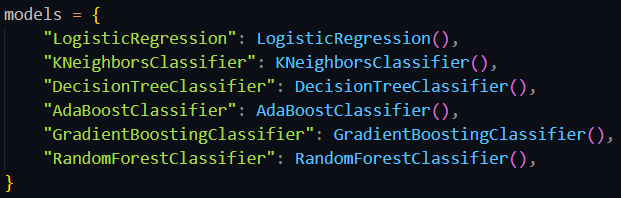 models = {
    "LogisticRegression": LogisticRegression(),
    "KNeighborsClassifier": KNeighborsClassifier(),
    "DecisionTreeClassifier": DecisionTreeClassifier(),
    "AdaBoostClassifier": AdaBoostClassifier(),
    "GradientBoostingClassifier": GradientBoostingClassifier(),
    "RandomForestClassifier": RandomForestClassifier(),
}